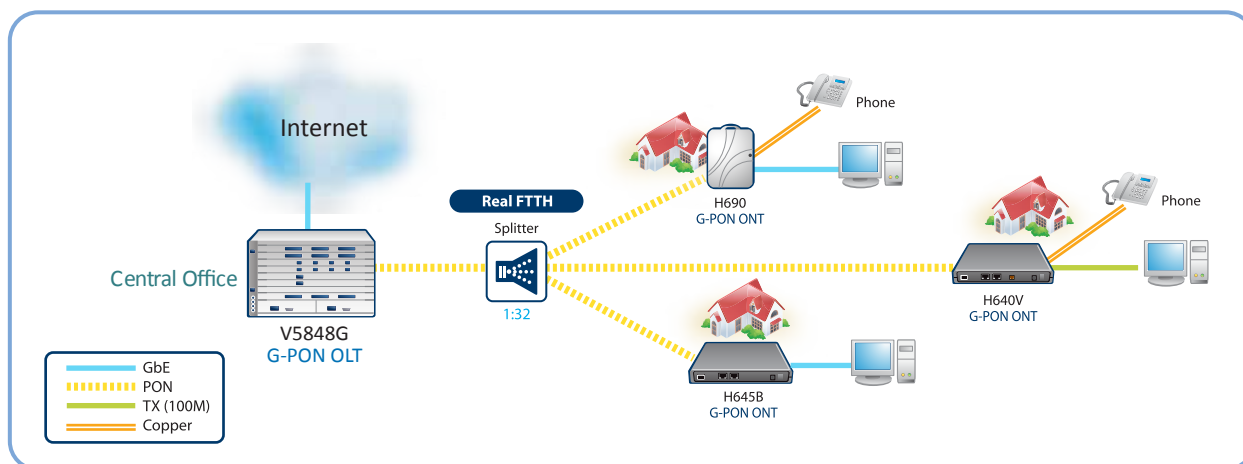 Internet
Central Office
V5848G
G-PON OLT
Real FTTH
Splitter
1:32
Phone
H690
G-PON ONT
Phone
H640V
G-PON ONT
H645B
G-PON ONT
GbE
PON
TX (100M)
Copper